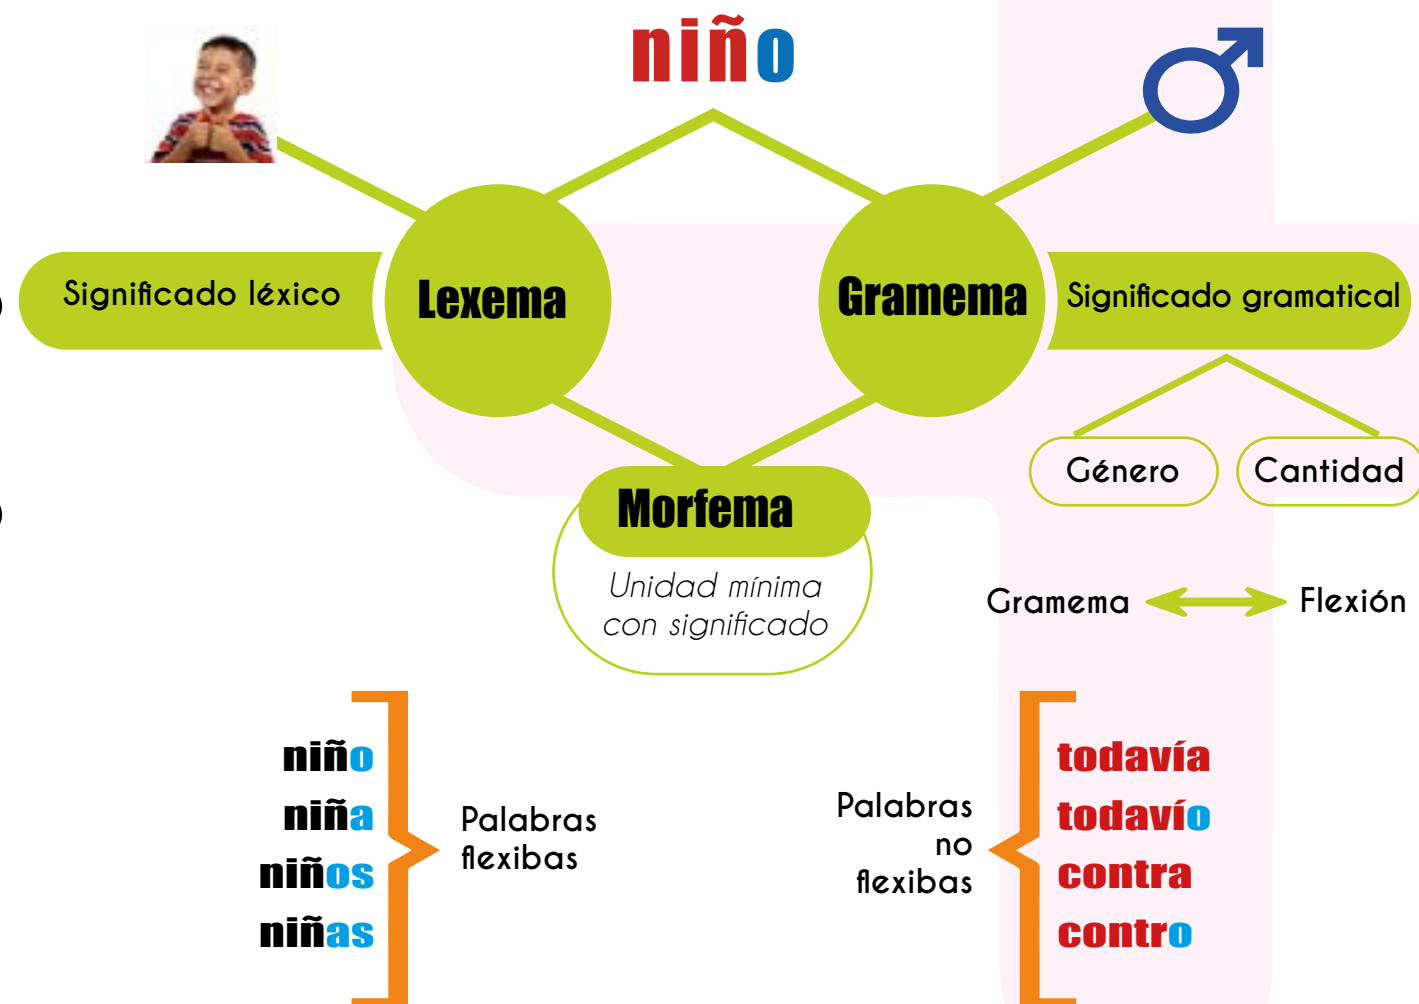 niño
Significado léxico
Lexema
Gramema
Significado gramatical
Género
Cantidad
Morfema
Unidad mínima
con significado
Gramema
Flexión
niño
niña
niños
niñas
Palabras
flexibas
Palabras
no
flexibas
todavía
todavío
contra
contro